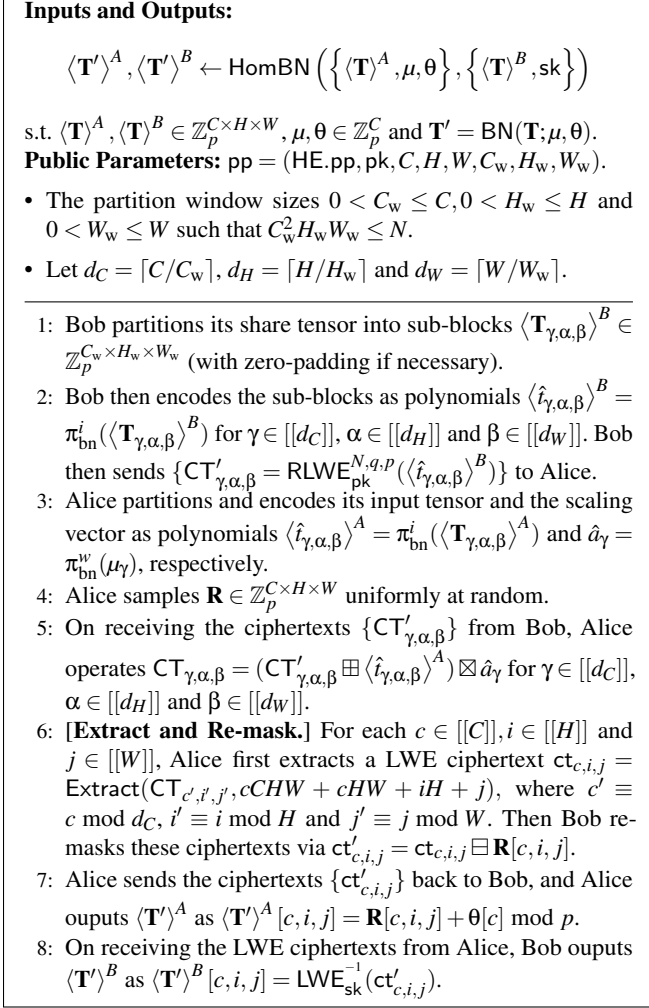 Inputs and Outputs:
⟨T′⟩^A, ⟨T′⟩^B ← HomBN({⟨T⟩^A, μ, θ}, {⟨T⟩^B, sk})
s.t. ⟨T⟩^A, ⟨T⟩^B ∈ ℤ_p^{C×H×W}, μ, θ ∈ ℤ_p^C and T′ = BN(T; μ, θ).
Public Parameters: pp = (HE.pp, pk, C, H, W, C_w, H_w, W_w).
• The partition window sizes 0 < C_w ≤ C, 0 < H_w ≤ H and
0 < W_w ≤ W such that C_w^2 H_w W_w ≤ N.
• Let d_C = ⌈C/C_w⌉, d_H = ⌈H/H_w⌉ and d_W = ⌈W/W_w⌉.
1: Bob partitions its share tensor into sub-blocks ⟨T_{γ,α,β}⟩^B ∈
ℤ_p^{C_w×H_w×W_w} (with zero-padding if necessary).
2: Bob then encodes the sub-blocks as polynomials ⟨t̂_{γ,α,β}⟩^B =
π_bn^i(⟨T_{γ,α,β}⟩^B) for γ ∈ [[d_C]], α ∈ [[d_H]] and β ∈ [[d_W]]. Bob
then sends {CT′_{γ,α,β} = RLWE_pk^{N,q,p}(⟨t̂_{γ,α,β}⟩^B)} to Alice.
3: Alice partitions and encodes its input tensor and the scaling
vector as polynomials ⟨t̂_{γ,α,β}⟩^A = π_bn^i(⟨T_{γ,α,β}⟩^A) and â_γ =
π_bn^w(μ_γ), respectively.
4: Alice samples R ∈ ℤ_p^{C×H×W} uniformly at random.
5: On receiving the ciphertexts {CT′_{γ,α,β}} from Bob, Alice
operates CT_{γ,α,β} = (CT′_{γ,α,β} ⊞ ⟨t̂_{γ,α,β}⟩^A) ⊠ â_γ for γ ∈ [[d_C]],
α ∈ [[d_H]] and β ∈ [[d_W]].
6: [Extract and Re-mask.] For each c ∈ [[C]], i ∈ [[H]] and
j ∈ [[W]], Alice first extracts a LWE ciphertext ct_{c,i,j} =
Extract(CT_{c′,i′,j′}, cCHW + cHW + iH + j), where c′ ≡
c mod d_C, i′ ≡ i mod H and j′ ≡ j mod W. Then Bob re-
masks these ciphertexts via ct′_{c,i,j} = ct_{c,i,j} ⊟ R[c, i, j].
7: Alice sends the ciphertexts {ct′_{c,i,j}} back to Bob, and Alice
ouputs ⟨T′⟩^A as ⟨T′⟩^A[c, i, j] = R[c, i, j] + θ[c] mod p.
8: On receiving the LWE ciphertexts from Alice, Bob ouputs
⟨T′⟩^B as ⟨T′⟩^B[c, i, j] = LWE_sk^{-1}(ct′_{c,i,j}).